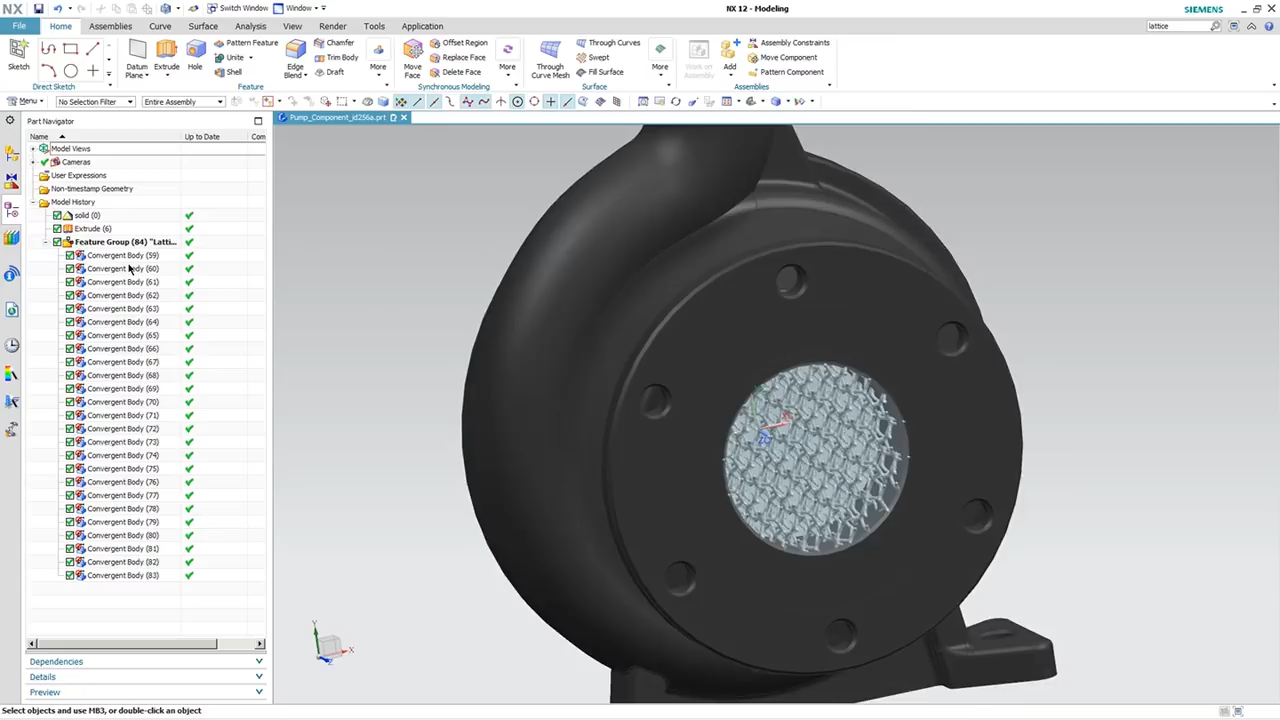 NX
Switch Window
Window
NX 12 - Modeling
SIEMENS
File
Home
Assemblies
Curve
Surface
Analysis
View
Render
Tools
Application
lattice
Sketch
Direct Sketch
Datum Plane
Extrude
Hole
Pattern Feature
Unite
Shell
Edge Blend
Chamfer
Trim Body
Draft
More
Feature
Move Face
Offset Region
Replace Face
Delete Face
More
Synchronous Modeling
Through Curve Mesh
Through Curves
Swept
Fill Surface
More
Surface
Work on Assembly
Add
Assembly Constraints
Move Component
Pattern Component
Assemblies
Menu
No Selection Filter
Entire Assembly
Part Navigator
Pump_Component_id256a.prt
Name
Up to Date
Com
Model Views
Cameras
User Expressions
Non-timestamp Geometry
Model History
solid (0)
Extrude (6)
Feature Group (84) "Latti...
Convergent Body (59)
Convergent Body (60)
Convergent Body (61)
Convergent Body (62)
Convergent Body (63)
Convergent Body (64)
Convergent Body (65)
Convergent Body (66)
Convergent Body (67)
Convergent Body (68)
Convergent Body (69)
Convergent Body (70)
Convergent Body (71)
Convergent Body (72)
Convergent Body (73)
Convergent Body (74)
Convergent Body (75)
Convergent Body (76)
Convergent Body (77)
Convergent Body (78)
Convergent Body (79)
Convergent Body (80)
Convergent Body (81)
Convergent Body (82)
Convergent Body (83)
Y
X
Z
Dependencies
Details
Preview
Select objects and use MB3, or double-click an object